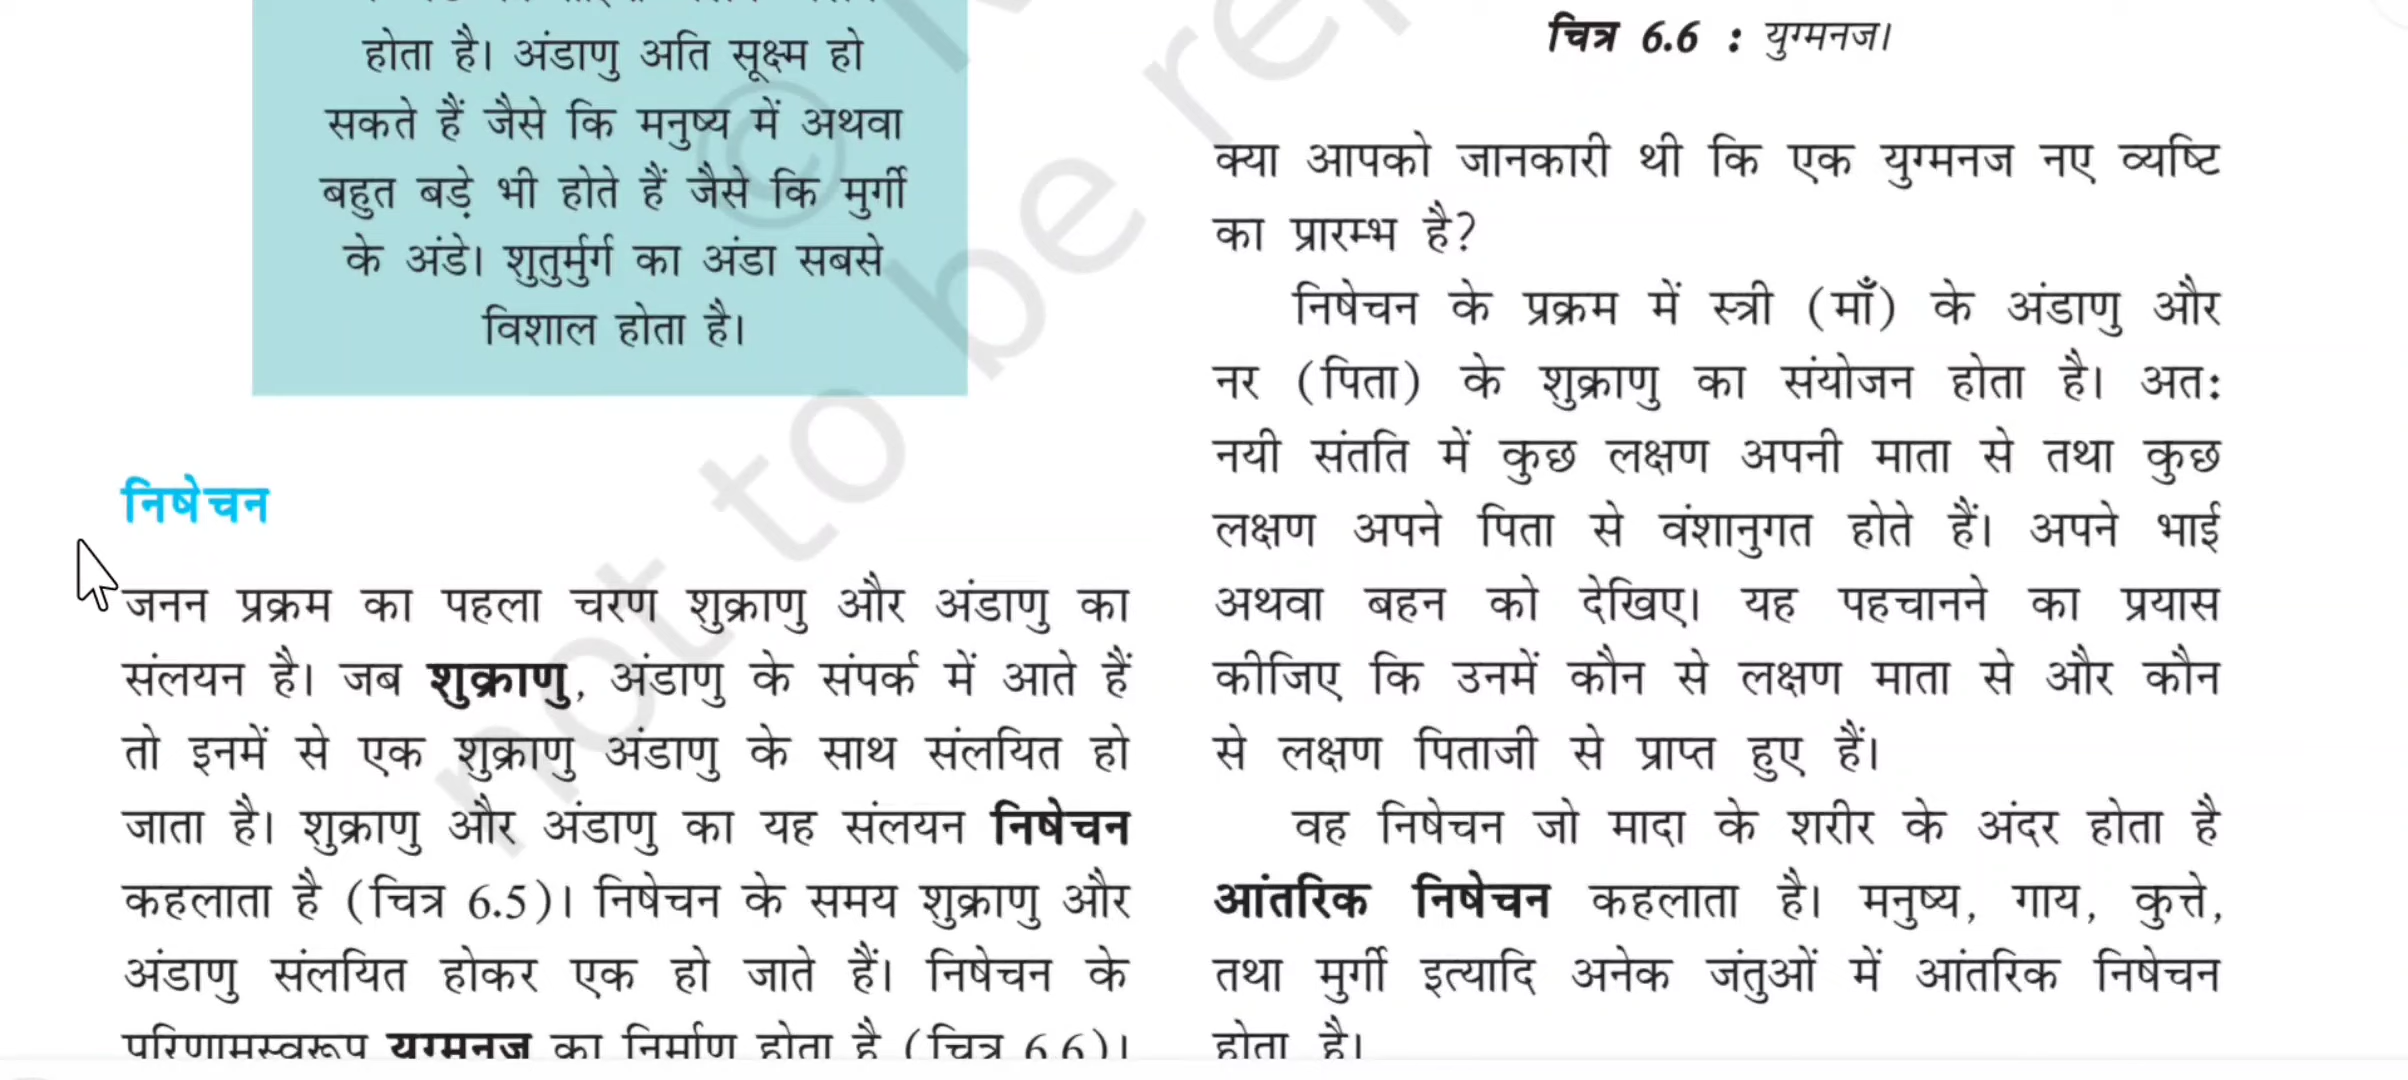 होता है। अंडाणु अति सूक्ष्म हो
सकते हैं जैसे कि मनुष्य में अथवा
बहुत बड़े भी होते हैं जैसे कि मुर्गी
के अंडे। शुतुर्मुर्ग का अंडा सबसे
विशाल होता है।
निषेचन
जनन प्रक्रम का पहला चरण शुक्राणु और अंडाणु का
संलयन है। जब शुक्राणु, अंडाणु के संपर्क में आते हैं
तो इनमें से एक शुक्राणु अंडाणु के साथ संलयित हो
जाता है। शुक्राणु और अंडाणु का यह संलयन निषेचन
कहलाता है (चित्र 6.5)। निषेचन के समय शुक्राणु और
अंडाणु संलयित होकर एक हो जाते हैं। निषेचन के
परिणामस्वरूप युग्मनज का निर्माण होता है (चित्र 6.6)।
चित्र 6.6 : युग्मनज।
क्या आपको जानकारी थी कि एक युग्मनज नए व्यष्टि
का प्रारम्भ है?
निषेचन के प्रक्रम में स्त्री (माँ) के अंडाणु और
नर (पिता) के शुक्राणु का संयोजन होता है। अत:
नयी संतति में कुछ लक्षण अपनी माता से तथा कुछ
लक्षण अपने पिता से वंशानुगत होते हैं। अपने भाई
अथवा बहन को देखिए। यह पहचानने का प्रयास
कीजिए कि उनमें कौन से लक्षण माता से और कौन
से लक्षण पिताजी से प्राप्त हुए हैं।
वह निषेचन जो मादा के शरीर के अंदर होता है
आंतरिक निषेचन कहलाता है। मनुष्य, गाय, कुत्ते,
तथा मुर्गी इत्यादि अनेक जंतुओं में आंतरिक निषेचन
होता है।
not to be re